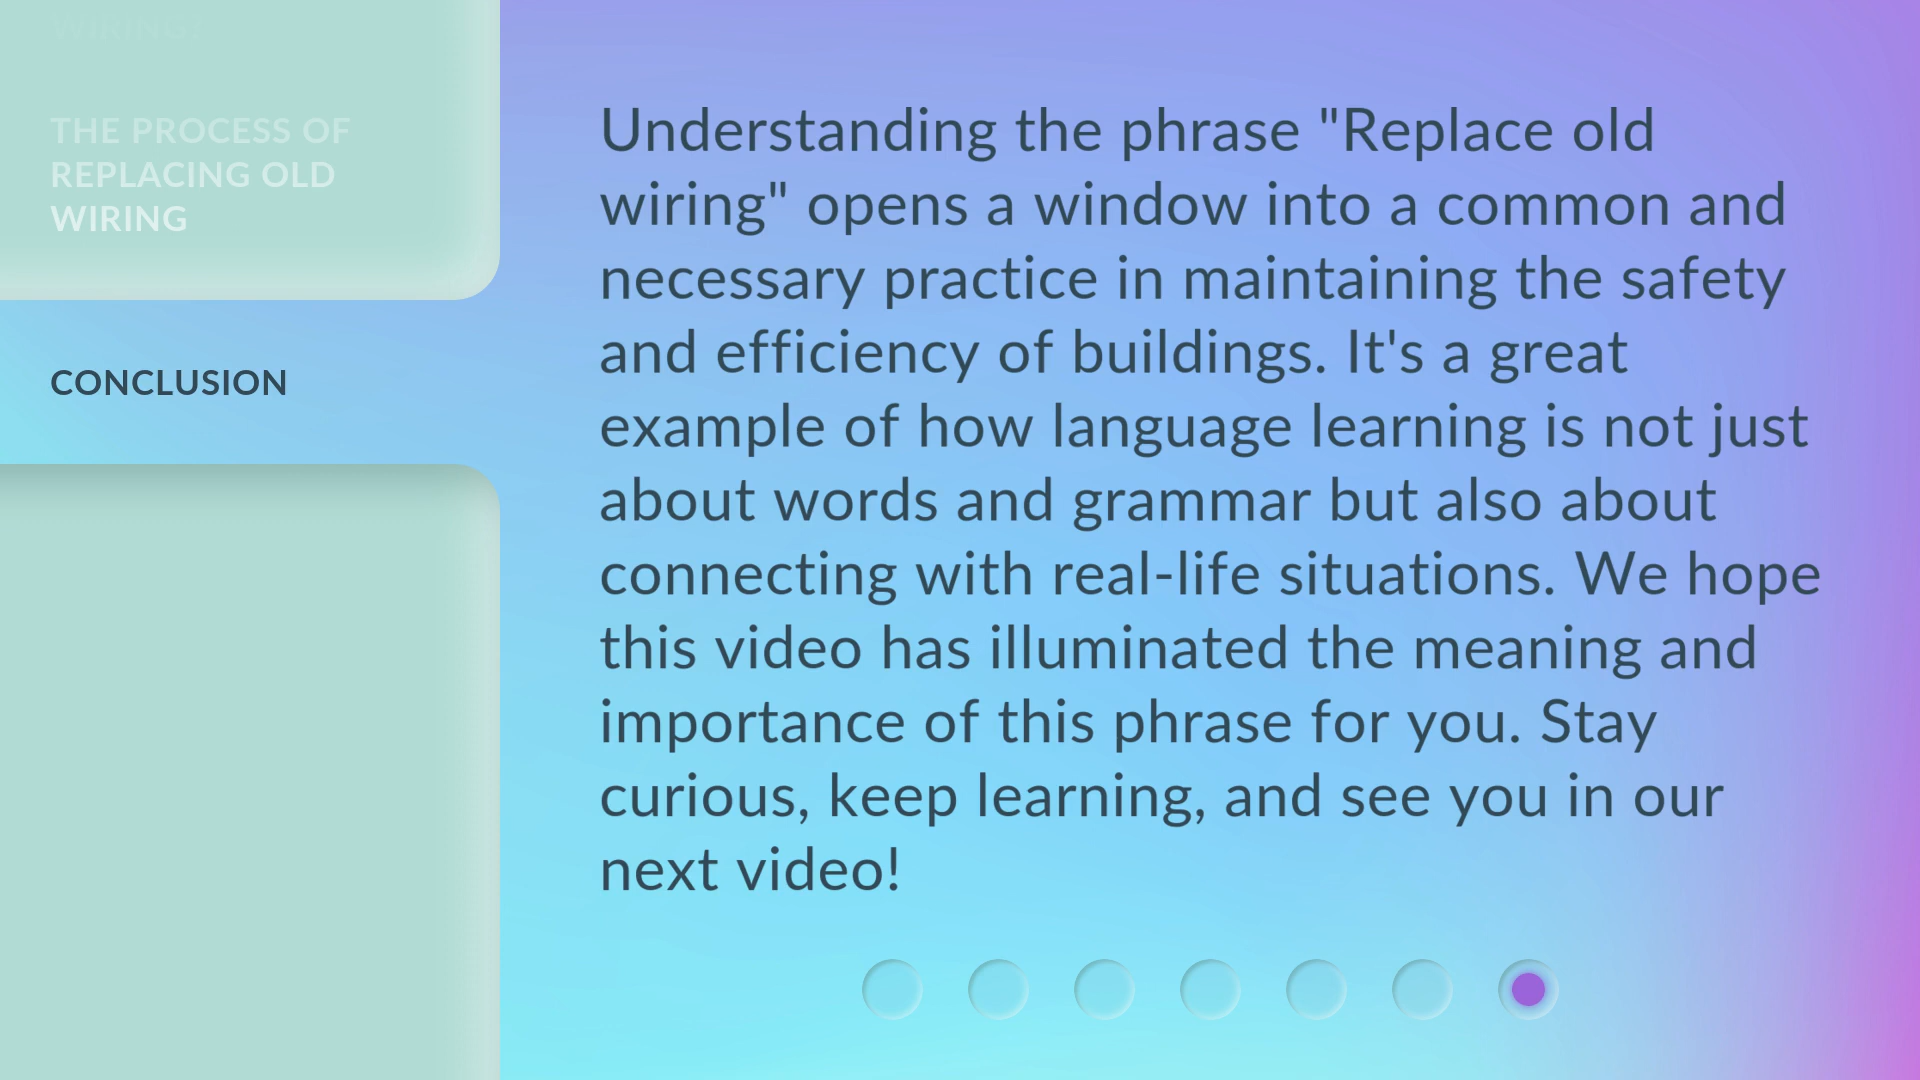 WIRING?
THE PROCESS OF
REPLACING OLD
WIRING
CONCLUSION
Understanding the phrase "Replace old
wiring" opens a window into a common and
necessary practice in maintaining the safety
and efficiency of buildings. It's a great
example of how language learning is not just
about words and grammar but also about
connecting with real-life situations. We hope
this video has illuminated the meaning and
importance of this phrase for you. Stay
curious, keep learning, and see you in our
next video!